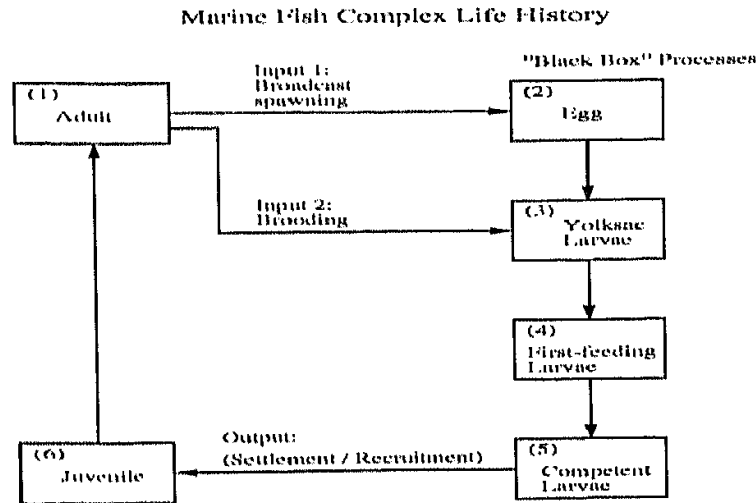 Marine Fish Complex Life History
"Black Box" Processes
Input 1:
Broadcast
spawning
(1)
Adult
(2)
Egg
Input 2:
Brooding
(3)
Yolksac
Larvae
(4)
First-feeding
Larvae
Output:
(Settlement / Recruitment)
(5)
Competent
Larvae
(6)
Juvenile